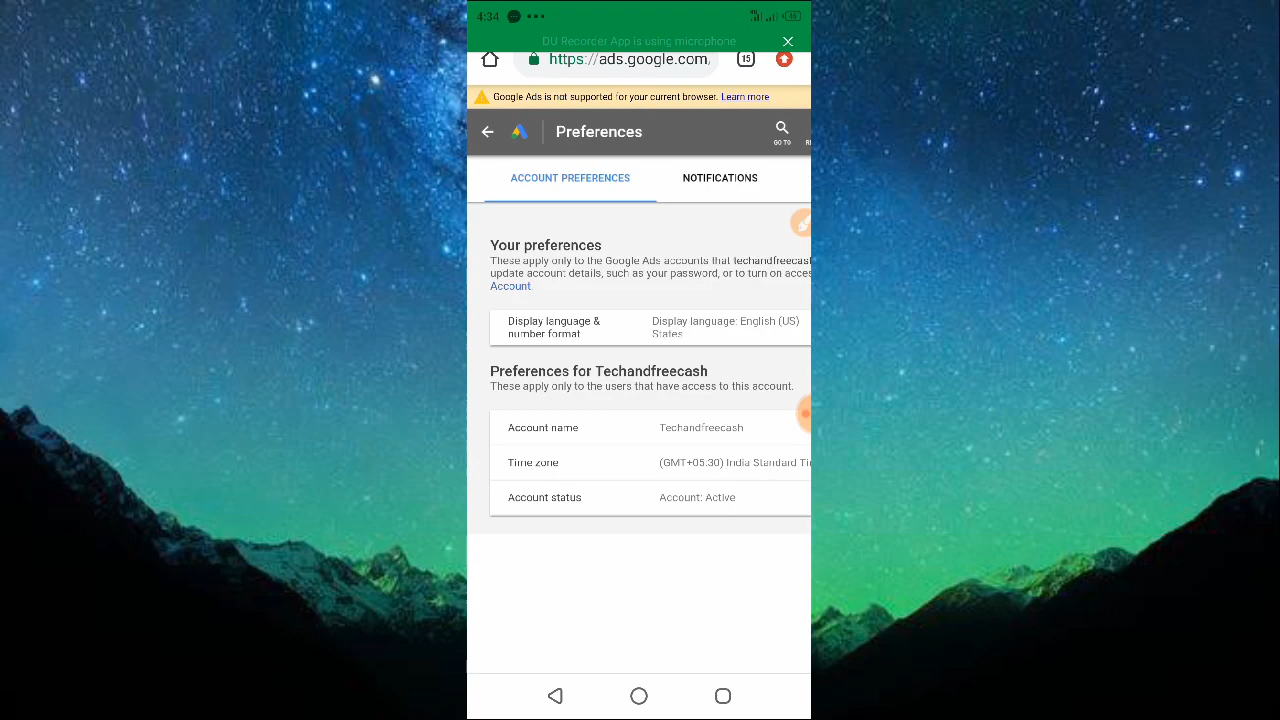 4:34
46
DU Recorder App is using microphone
https://ads.google.com/
15
Google Ads is not supported for your current browser. Learn more
Preferences
GO TO
ACCOUNT PREFERENCES
NOTIFICATIONS
Your preferences
These apply only to the Google Ads accounts that techandfreecash
update account details, such as your password, or to turn on acces
Account.
Display language & number format
Display language: English (US)
States
Preferences for Techandfreecash
These apply only to the users that have access to this account.
Account name
Techandfreecash
Time zone
(GMT+05:30) India Standard Ti
Account status
Account: Active